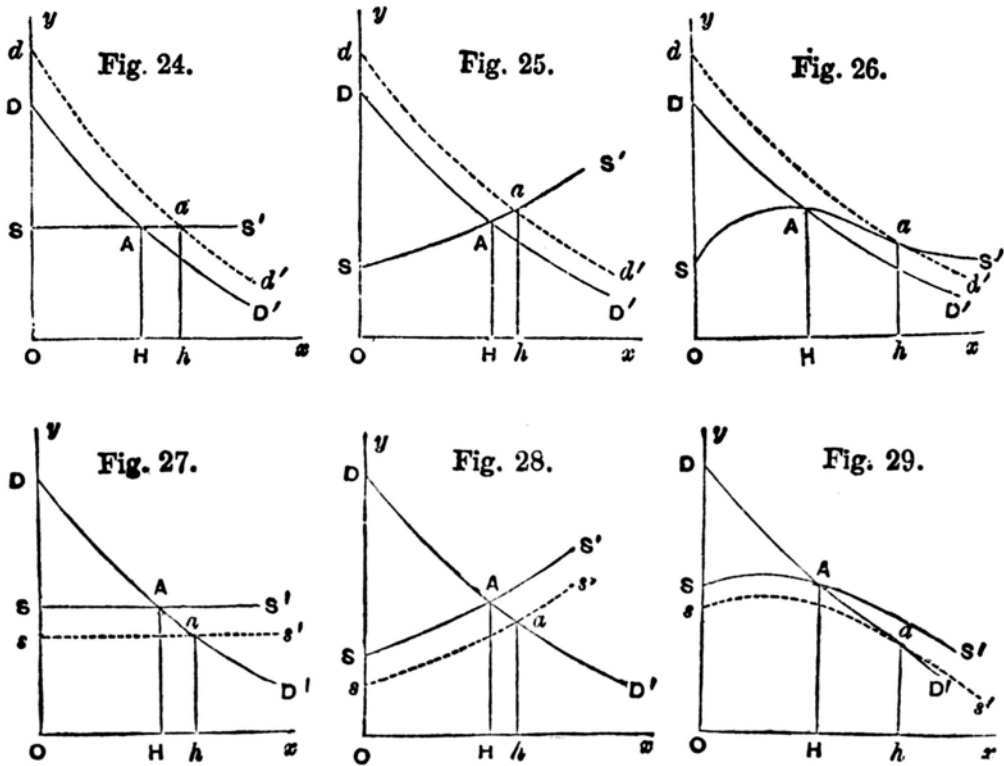 y
d
Fig. 24.
D
a
S
S'
A
d'
D'
O
H
h
x
y
d
Fig. 25.
D
S'
a
A
S
d'
D'
O
H
h
x
y
d
Fig. 26.
D
a
A
S
S'
d'
D'
O
H
h
x
y
Fig. 27.
D
A
S
S'
a
s
s'
D'
O
H
h
x
y
Fig. 28.
D
S'
A
s'
a
S
s
D'
O
H
h
x
y
Fig. 29.
D
A
S
s
a
S'
D'
s'
O
H
h
x